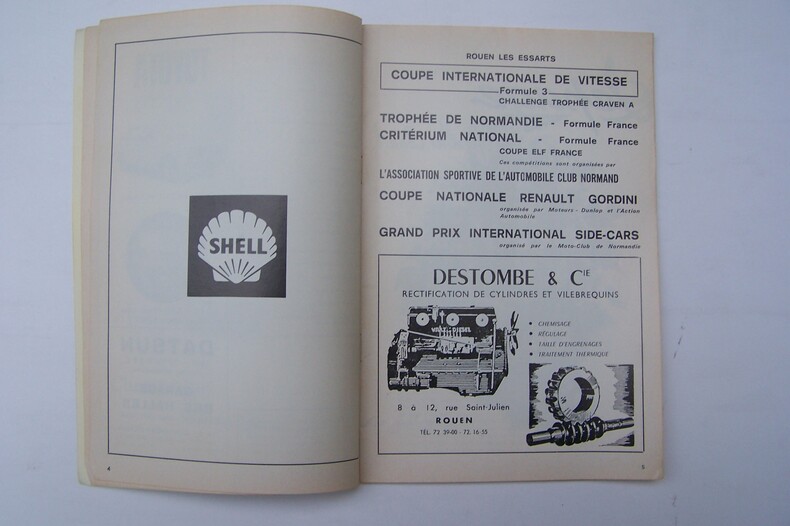 SHELL
4
ROUEN LES ESSARTS
COUPE INTERNATIONALE DE VITESSE
Formule 3
CHALLENGE TROPHÉE CRAVEN A
TROPHÉE DE NORMANDIE - Formule France
CRITÉRIUM NATIONAL - Formule France
COUPE ELF FRANCE
Ces compétitions sont organisées par
L'ASSOCIATION SPORTIVE DE L'AUTOMOBILE CLUB NORMAND
COUPE NATIONALE RENAULT GORDINI
organisée par Moteurs - Dunlop et l'Action
Automobile
GRAND PRIX INTERNATIONAL SIDE-CARS
organisé par le Moto-Club de Normandie
DESTOMBE & CIE
RECTIFICATION DE CYLINDRES ET VILEBREQUINS
• CHEMISAGE
• RÉGULAGE
• TAILLE D'ENGRENAGES
• TRAITEMENT THERMIQUE
8 à 12, rue Saint-Julien
ROUEN
TÉL. 72 39-00 - 72. 16-55
5